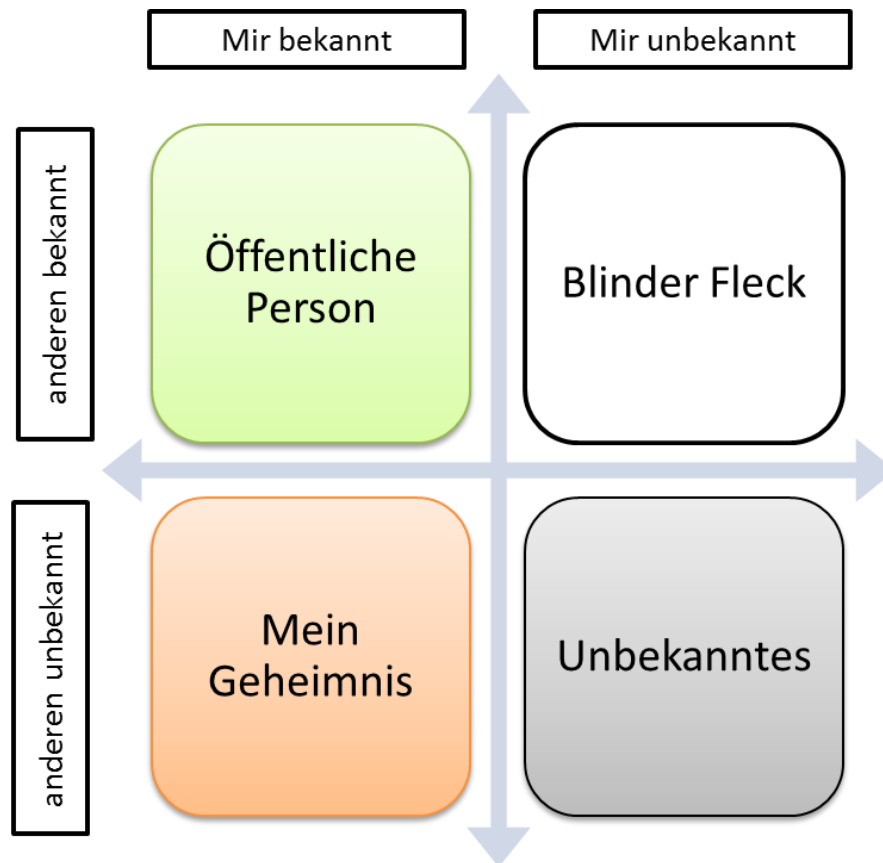 Mir bekannt
Mir unbekannt
anderen bekannt
Öffentliche
Person
Blinder Fleck
anderen unbekannt
Mein
Geheimnis
Unbekanntes